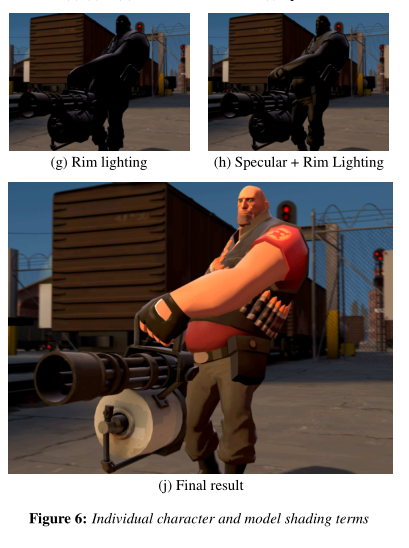 (g) Rim lighting
(h) Specular + Rim Lighting
(j) Final result
Figure 6: Individual character and model shading terms